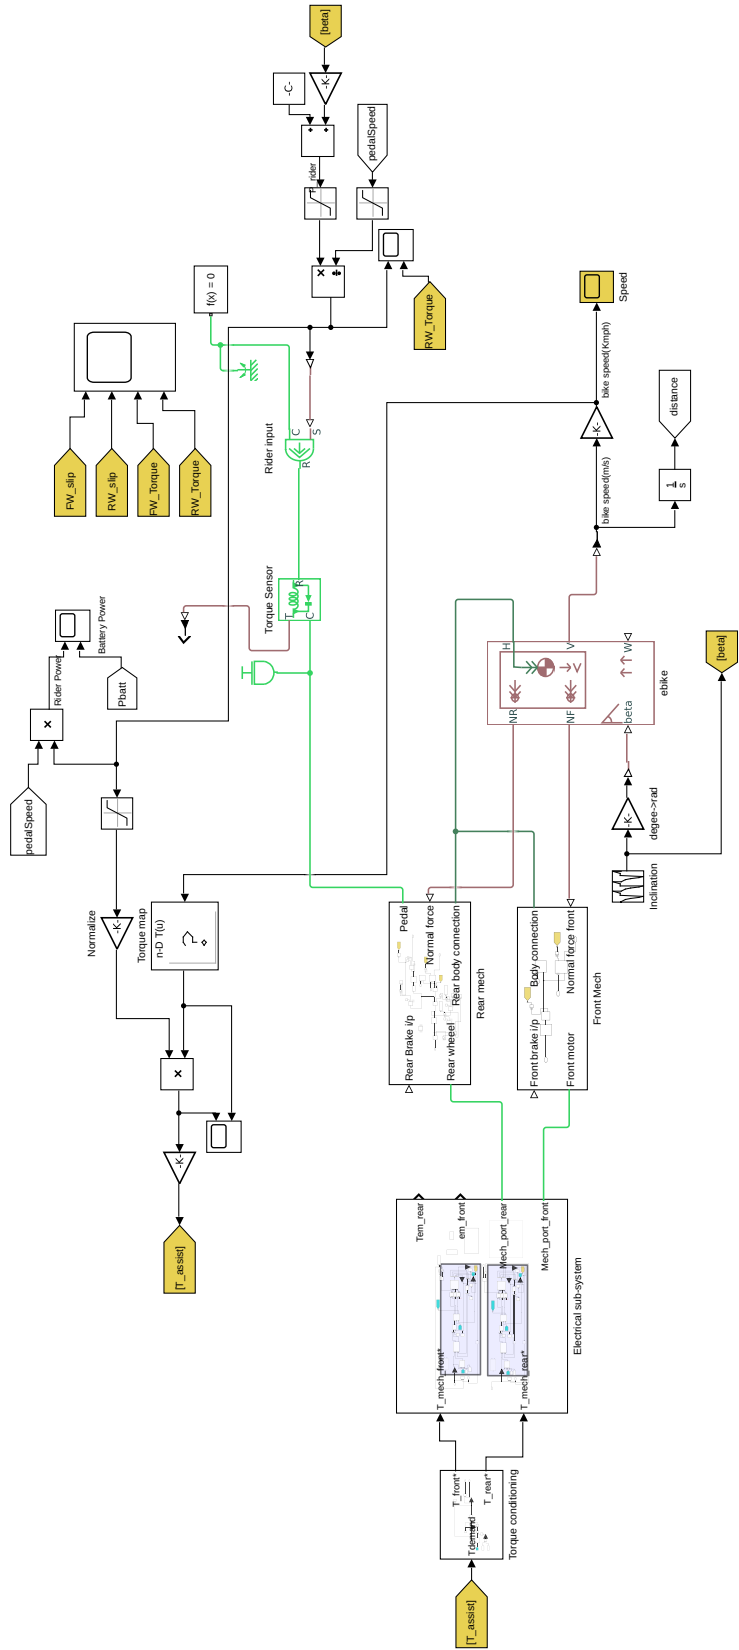 [beta]
-C-
-K-
pedalSpeed
P_rider
× ÷
f(x) = 0
RW_Torque
FW_slip
RW_slip
FW_Torque
RW_Torque
Speed
bike speed(Kmph)
distance
-K-
bike speed(m/s)
1
s
C
S
R
Rider input
Torque Sensor
T
R
C
Battery Power
Rider Power
Pbatt
×
pedalSpeed
H
V
W
NR
NF
beta
ebike
[beta]
-K-
degee->rad
Inclination
-K-
Normalize
Torque map
n-D T(u)
×
-K-
[T_assist]
Pedal
Normal force
Rear body connection
Rear Brake i/p
Rear wheeel
Rear mech
Body connection
Normal force front
Front brake i/p
Front motor
Front Mech
Tem_rear
em_front
Mech_port_rear
Mech_port_front
T_mech_front*
T_mech_rear*
Electrical sub-system
T_front*
T_rear*
Tdemand
Torque conditioning
[T_assist]